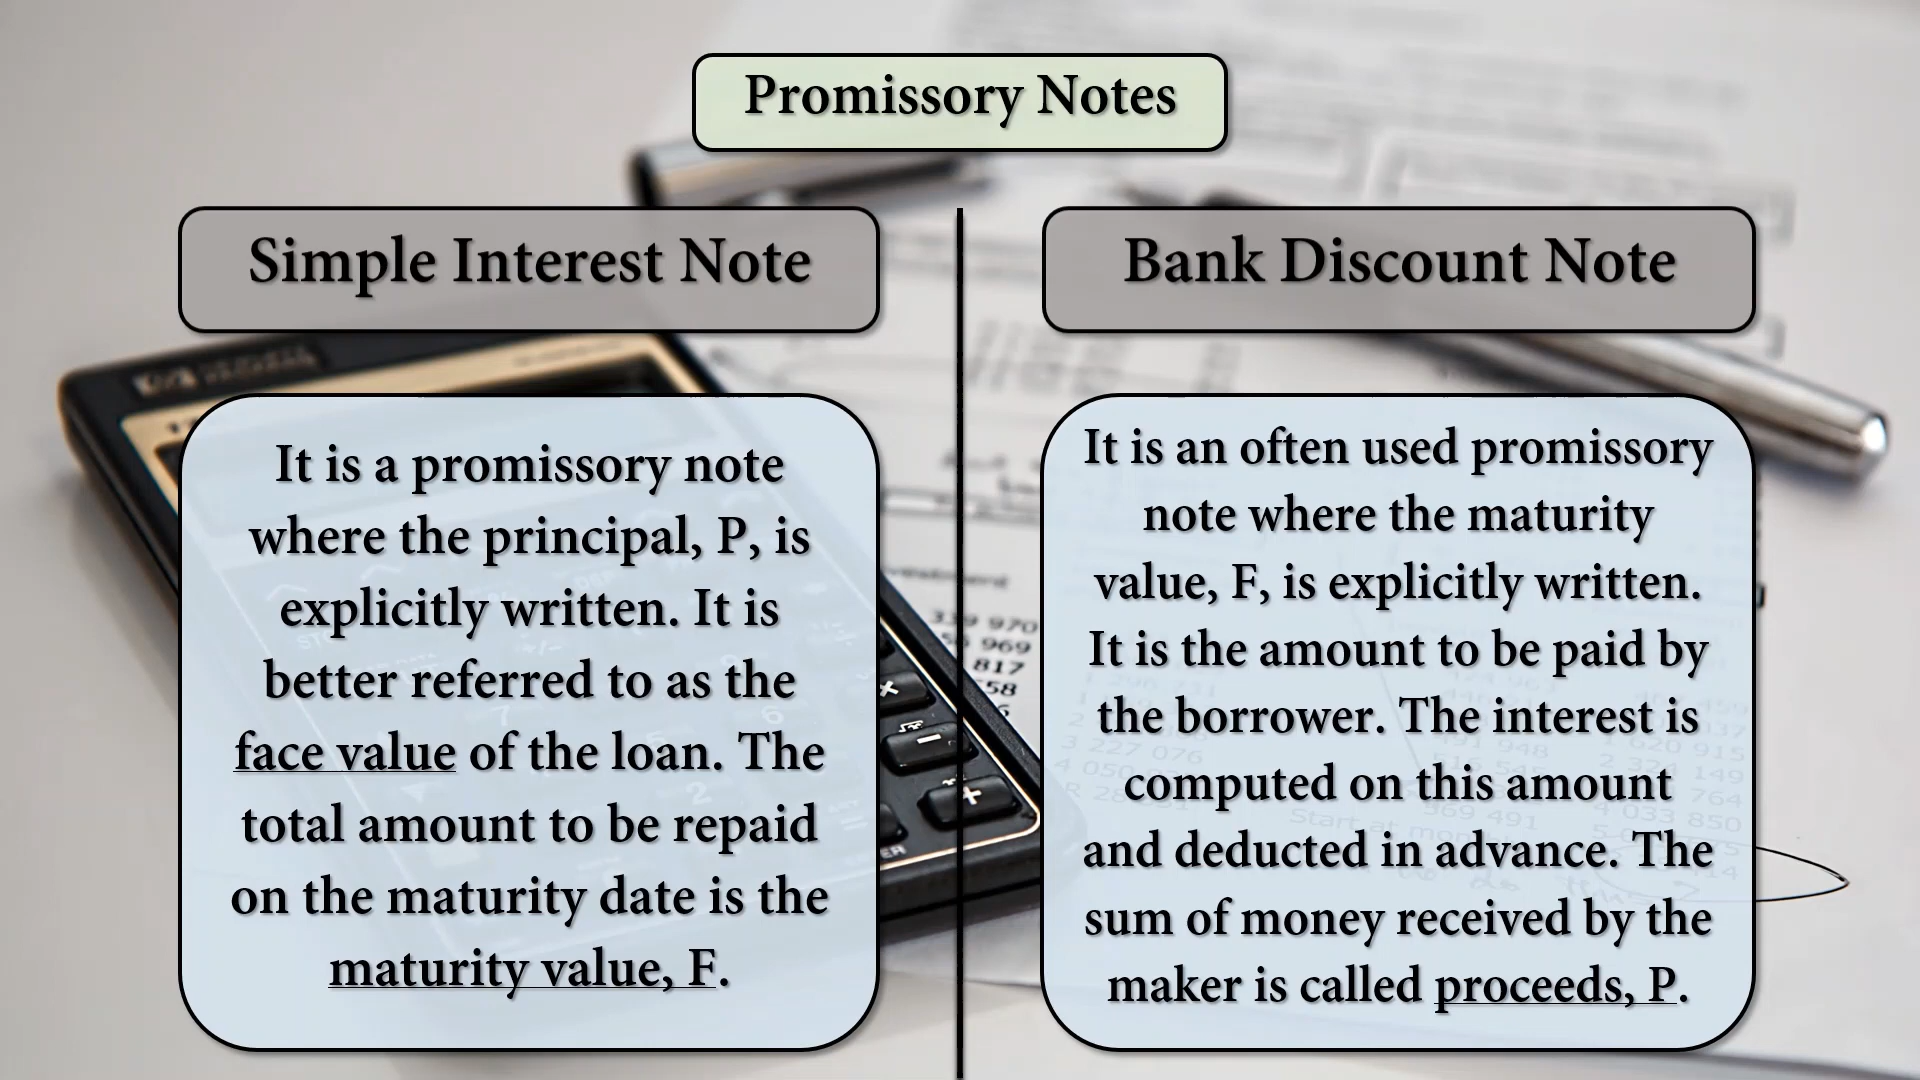 Promissory Notes
Simple Interest Note
It is a promissory note
where the principal, P, is
explicitly written. It is
better referred to as the
face value of the loan. The
total amount to be repaid
on the maturity date is the
maturity value, F.
Bank Discount Note
It is an often used promissory
note where the maturity
value, F, is explicitly written.
It is the amount to be paid by
the borrower. The interest is
computed on this amount
and deducted in advance. The
sum of money received by the
maker is called proceeds, P.